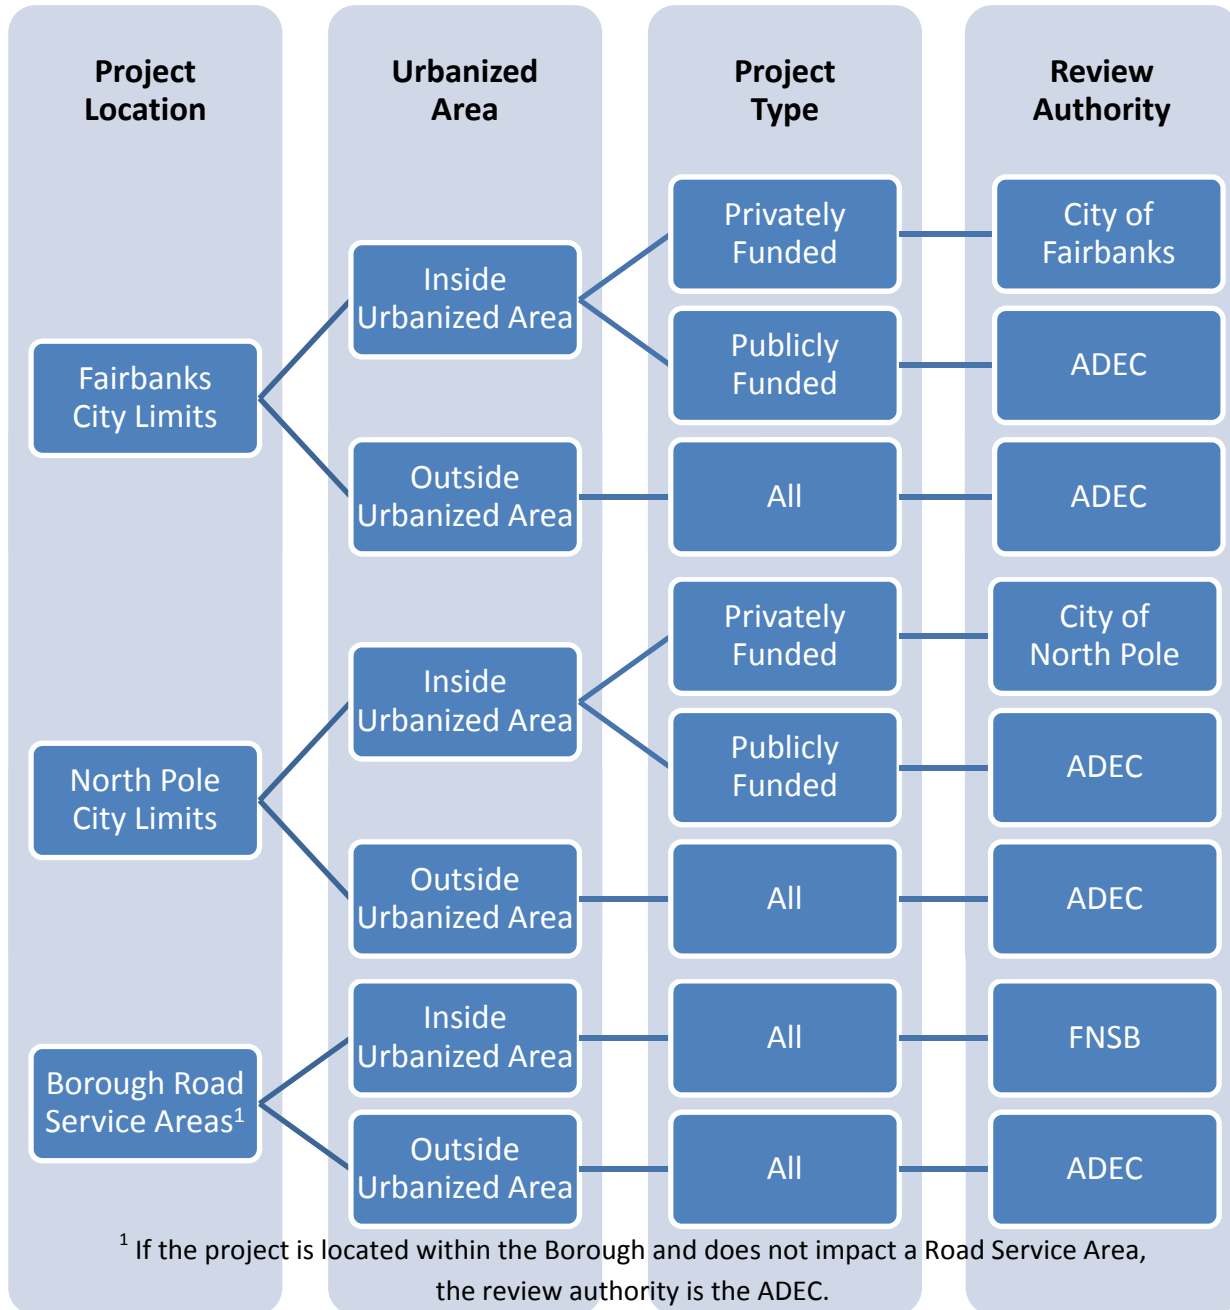 Project
Location
Urbanized
Area
Project
Type
Review
Authority
Fairbanks
City Limits
Inside
Urbanized Area
Privately
Funded
City of
Fairbanks
Publicly
Funded
ADEC
Outside
Urbanized Area
All
ADEC
North Pole
City Limits
Inside
Urbanized Area
Privately
Funded
City of
North Pole
Publicly
Funded
ADEC
Outside
Urbanized Area
All
ADEC
Borough Road
Service Areas¹
Inside
Urbanized Area
All
FNSB
Outside
Urbanized Area
All
ADEC
¹ If the project is located within the Borough and does not impact a Road Service Area,
the review authority is the ADEC.